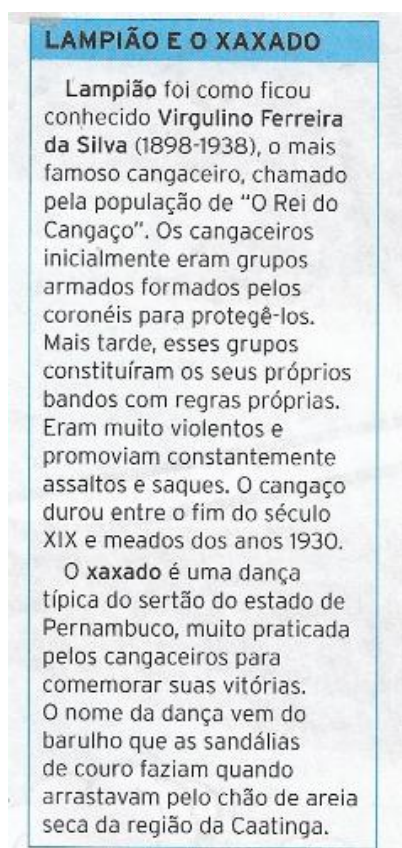 LAMPIÃO E O XAXADO
Lampião foi como ficou
conhecido Virgulino Ferreira
da Silva (1898-1938), o mais
famoso cangaceiro, chamado
pela população de "O Rei do
Cangaço". Os cangaceiros
inicialmente eram grupos
armados formados pelos
coronéis para protegê-los.
Mais tarde, esses grupos
constituíram os seus próprios
bandos com regras próprias.
Eram muito violentos e
promoviam constantemente
assaltos e saques. O cangaço
durou entre o fim do século
XIX e meados dos anos 1930.
O xaxado é uma dança
típica do sertão do estado de
Pernambuco, muito praticada
pelos cangaceiros para
comemorar suas vitórias.
O nome da dança vem do
barulho que as sandálias
de couro faziam quando
arrastavam pelo chão de areia
seca da região da Caatinga.